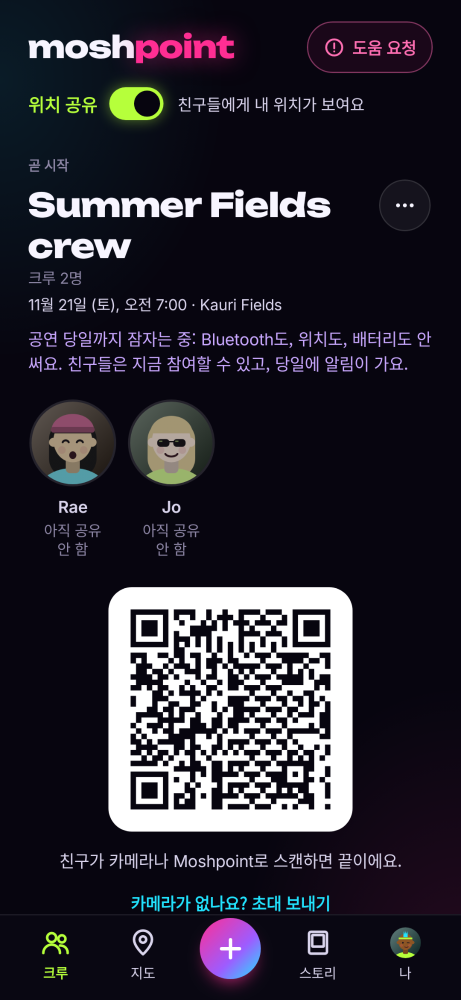 moshpoint
도움 요청
위치 공유
친구들에게 내 위치가 보여요
곧 시작
Summer Fields
crew
크루 2명
11월 21일 (토), 오전 7:00 · Kauri Fields
공연 당일까지 잠자는 중: Bluetooth도, 위치도, 배터리도 안
써요. 친구들은 지금 참여할 수 있고, 당일에 알림이 가요.
Rae
아직 공유
안 함
Jo
아직 공유
안 함
친구가 카메라나 Moshpoint로 스캔하면 끝이에요.
카메라가 없나요? 초대 보내기
크루
지도
스토리
나